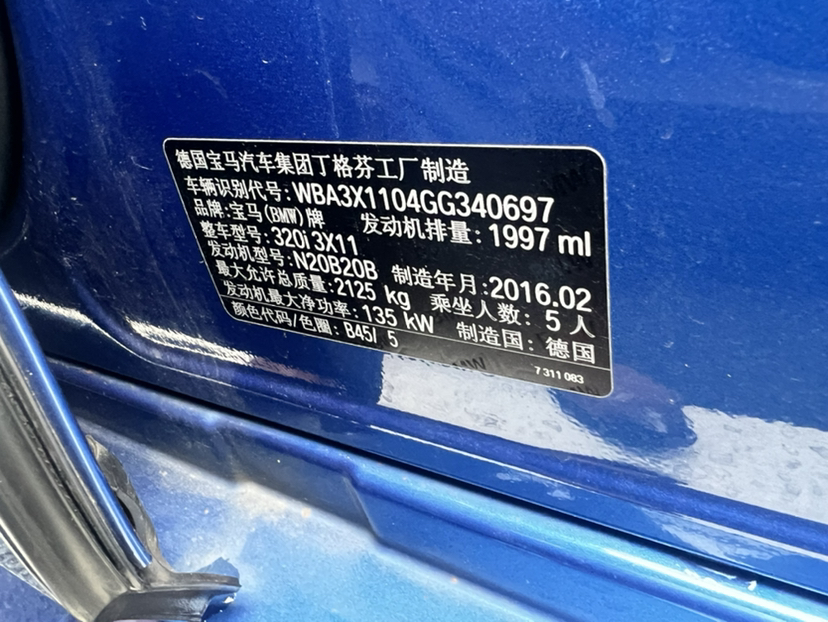 德国宝马汽车集团丁格芬工厂制造
车辆识别代号:WBA3X1104GG340697
品牌:宝马(BMW)牌 发动机排量:1997 ml
整车型号:320i 3X11
发动机型号:N20B20B 制造年月:2016.02
最大允许总质量:2125 kg 乘坐人数:5 人
发动机最大净功率:135 kW 制造国:德国
颜色代码/色圈:B45/ 5
7 311 083